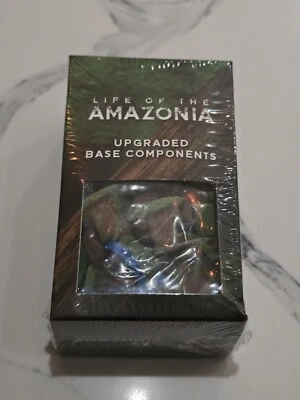 LIFE OF THE
AMAZONIA
UPGRADED
BASE COMPONENTS